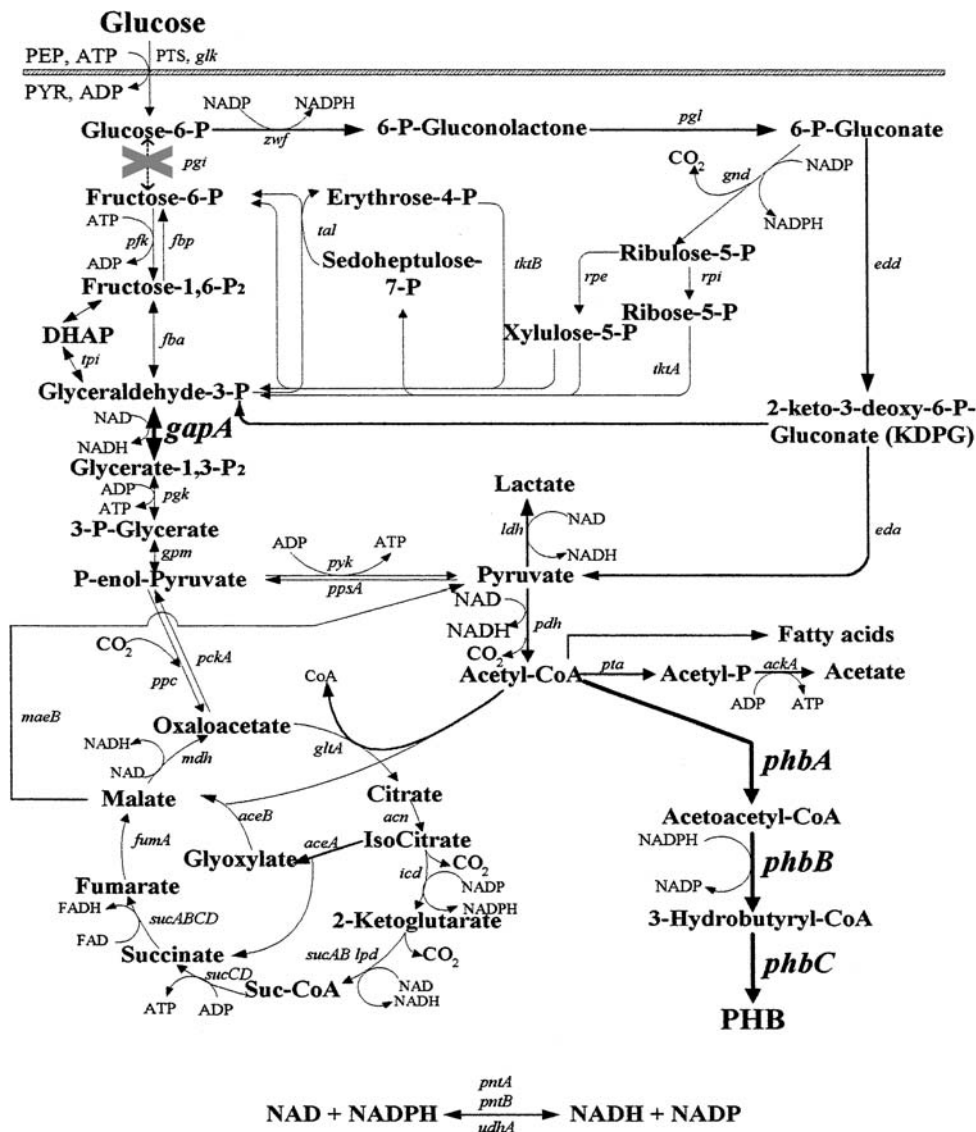 Glucose
PEP, ATP
PTS, glk
PYR, ADP
NADP
NADPH
Glucose-6-P
zwf
6-P-Gluconolactone
pgl
6-P-Gluconate
pgi
CO2
gnd
NADP
NADPH
Fructose-6-P
Erythrose-4-P
ATP
pfk
fbp
ADP
tal
Sedoheptulose-
7-P
tktB
Ribulose-5-P
rpe
rpi
edd
Fructose-1,6-P2
DHAP
tpi
fba
Ribose-5-P
Xylulose-5-P
tktA
Glyceraldehyde-3-P
NAD
gapA
NADH
2-keto-3-deoxy-6-P-
Gluconate (KDPG)
Glycerate-1,3-P2
ADP
pgk
ATP
Lactate
3-P-Glycerate
ldh
NAD
NADH
eda
gpm
ADP
pyk
ATP
P-enol-Pyruvate
ppsA
Pyruvate
NAD
NADH
pdh
CO2
CO2
pckA
ppc
Fatty acids
CoA
Acetyl-CoA
pta
Acetyl-P
ackA
Acetate
ADP
ATP
maeB
Oxaloacetate
NADH
NAD
mdh
gltA
phbA
Malate
Citrate
acn
aceB
Acetoacetyl-CoA
fumA
aceA
IsoCitrate
NADPH
phbB
NADP
Glyoxylate
CO2
icd
NADP
NADPH
Fumarate
FADH
sucABCD
FAD
2-Ketoglutarate
3-Hydrobutyryl-CoA
Succinate
sucAB lpd
CO2
phbC
sucCD
Suc-CoA
NAD
NADH
ATP
ADP
PHB
pntA
pntB
NAD + NADPH
NADH + NADP
udhA